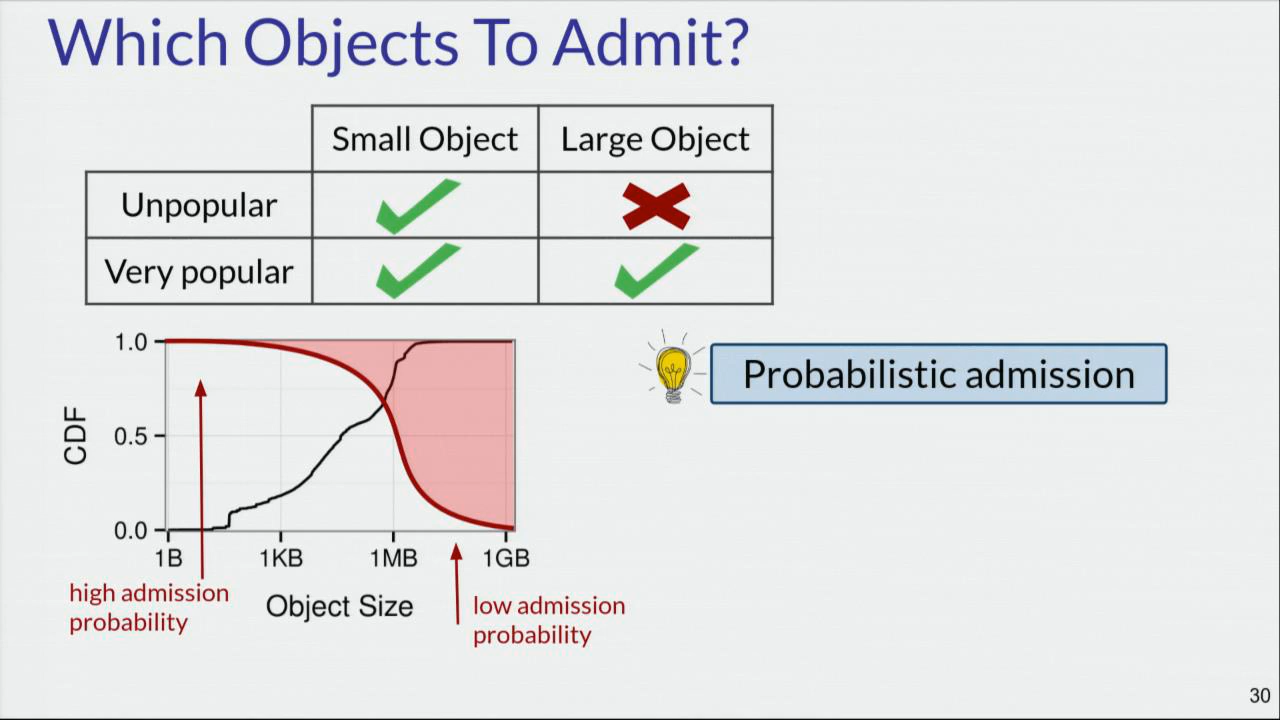 Which Objects To Admit?
Small Object Large Object
Unpopular
Very popular
Probabilistic admission
1.0
0.5
0.0
CDF
1B 1KB 1MB 1GB
Object Size
high admission
probability
low admission
probability
30